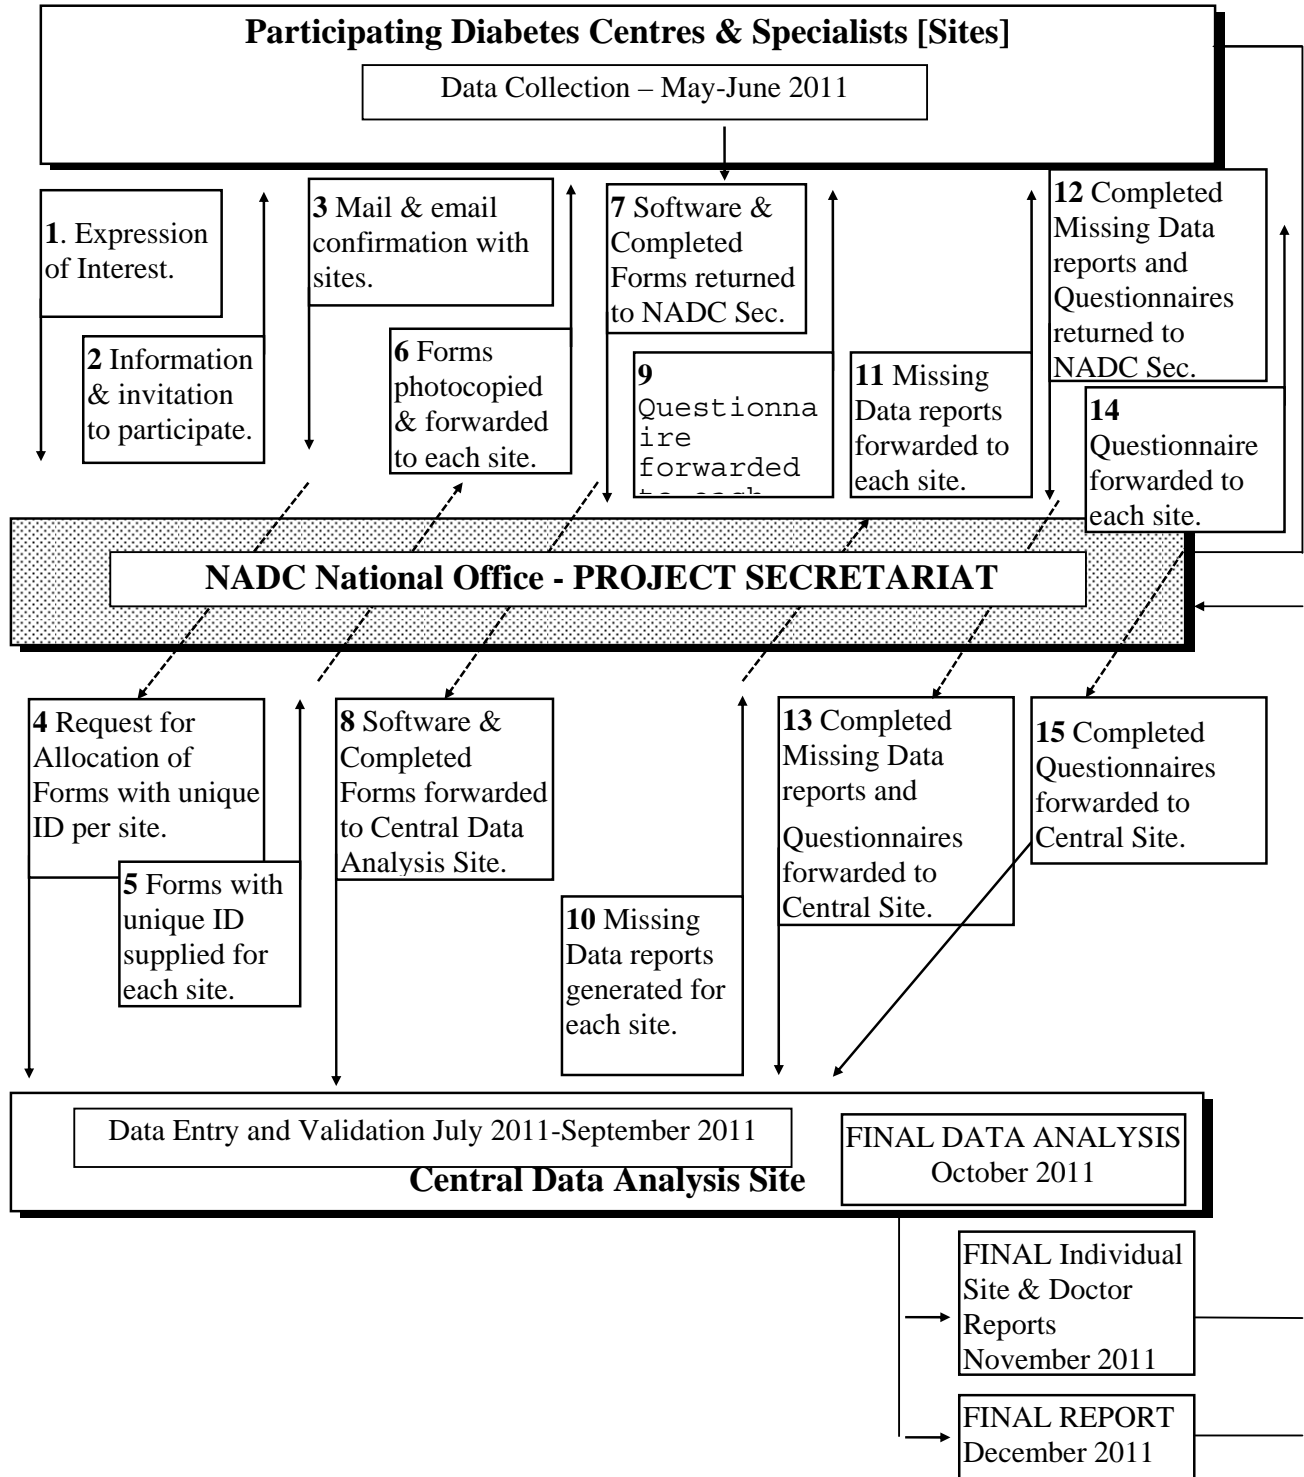 Participating Diabetes Centres & Specialists [Sites]
Data Collection – May-June 2011
1. Expression
of Interest.
2 Information
& invitation
to participate.
3 Mail & email
confirmation with
sites.
6 Forms
photocopied
& forwarded
to each site.
7 Software &
Completed
Forms returned
to NADC Sec.
9
Questionna
ire
forwarded
11 Missing
Data reports
forwarded to
each site.
12 Completed
Missing Data
reports and
Questionnaires
returned to
NADC Sec.
14
Questionnaire
forwarded to
each site.
NADC National Office - PROJECT SECRETARIAT
4 Request for
Allocation of
Forms with unique
ID per site.
5 Forms with
unique ID
supplied for
each site.
8 Software &
Completed
Forms forwarded
to Central Data
Analysis Site.
10 Missing
Data reports
generated for
each site.
13 Completed
Missing Data
reports and
Questionnaires
forwarded to
Central Site.
15 Completed
Questionnaires
forwarded to
Central Site.
Data Entry and Validation July 2011-September 2011
Central Data Analysis Site
FINAL DATA ANALYSIS
October 2011
FINAL Individual
Site & Doctor
Reports
November 2011
FINAL REPORT
December 2011